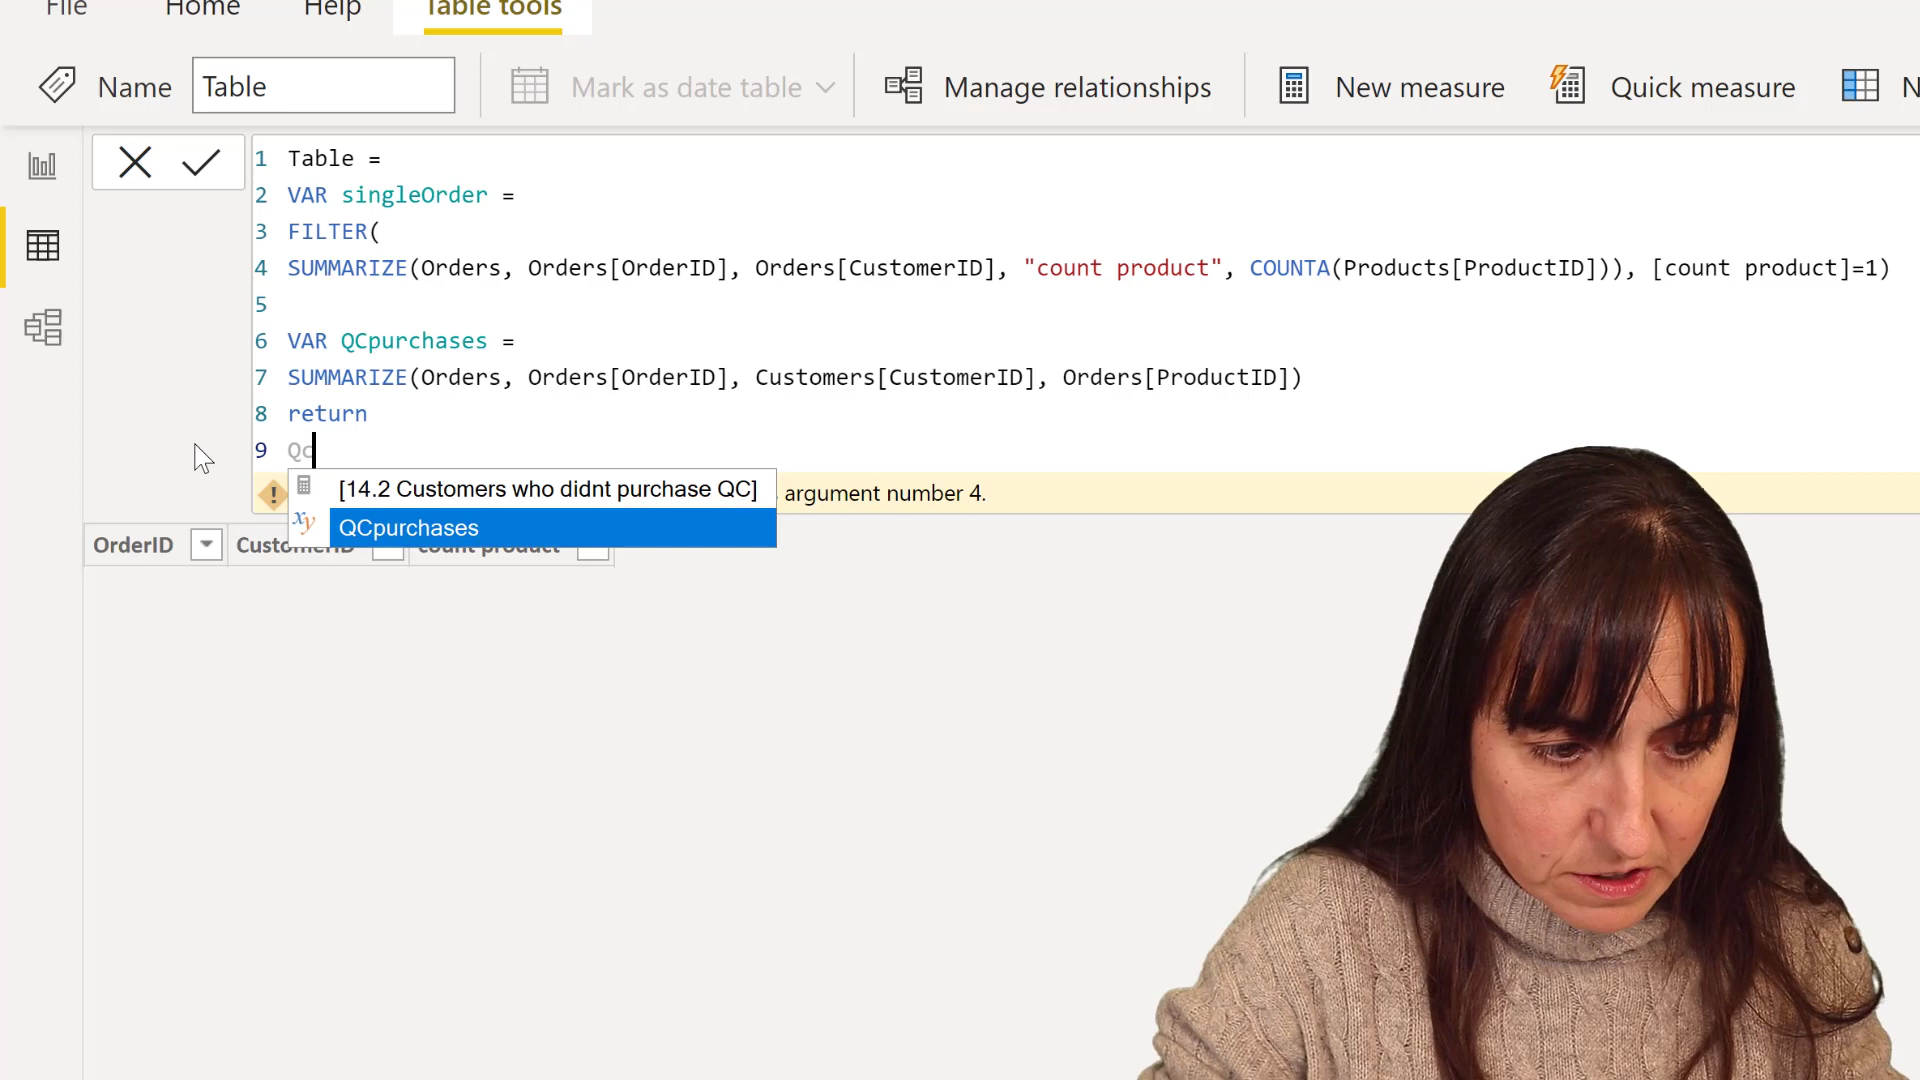 File Home Help Table tools
Name Table Mark as date table Manage relationships New measure Quick measure N
1 Table =
2 VAR singleOrder =
3 FILTER(
4 SUMMARIZE(Orders, Orders[OrderID], Orders[CustomerID], "count product", COUNTA(Products[ProductID])), [count product]=1)
5
6 VAR QCpurchases =
7 SUMMARIZE(Orders, Orders[OrderID], Customers[CustomerID], Orders[ProductID])
8 return
9 Qc
[14.2 Customers who didnt purchase QC] argument number 4.
QCpurchases
OrderID CustomerID count product